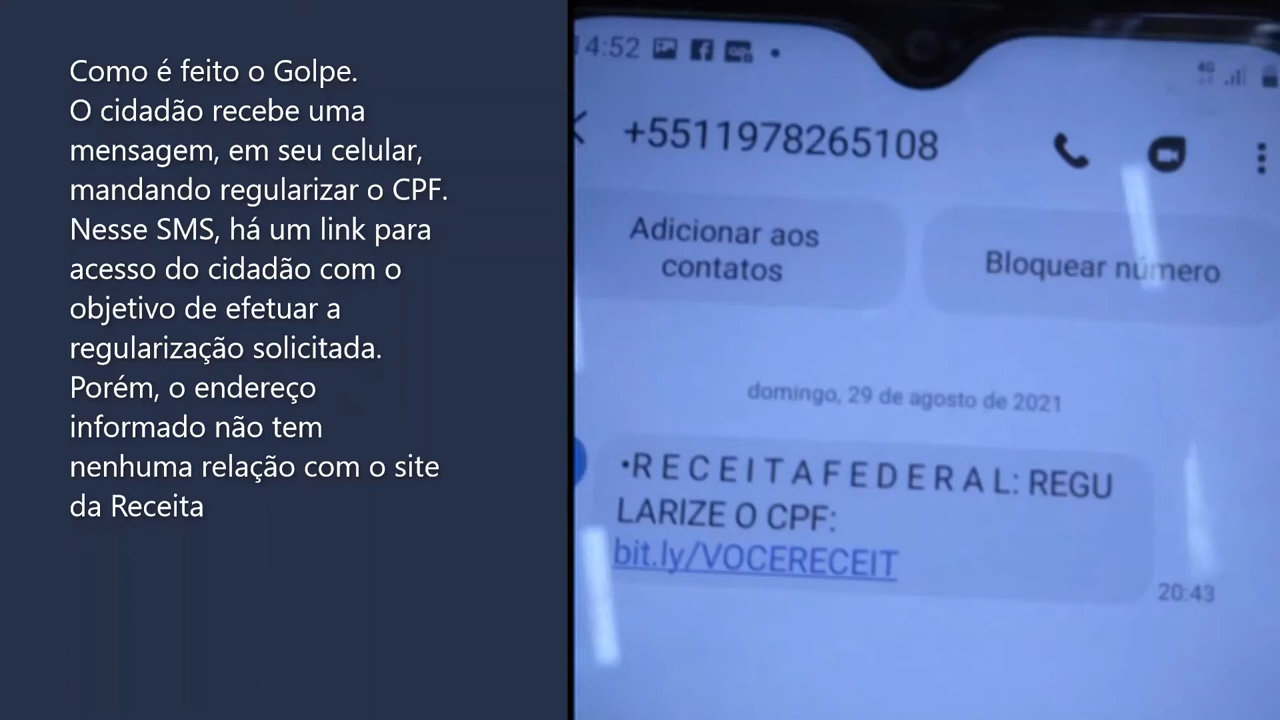 Como é feito o Golpe.
O cidadão recebe uma
mensagem, em seu celular,
mandando regularizar o CPF.
Nesse SMS, há um link para
acesso do cidadão com o
objetivo de efetuar a
regularização solicitada.
Porém, o endereço
informado não tem
nenhuma relação com o site
da Receita
14:52
4G
+5511978265108
Adicionar aos
contatos
Bloquear número
domingo, 29 de agosto de 2021
•R E C E I T A F E D E R A L: REGU
LARIZE O CPF:
bit.ly/VOCERECEIT
20:43